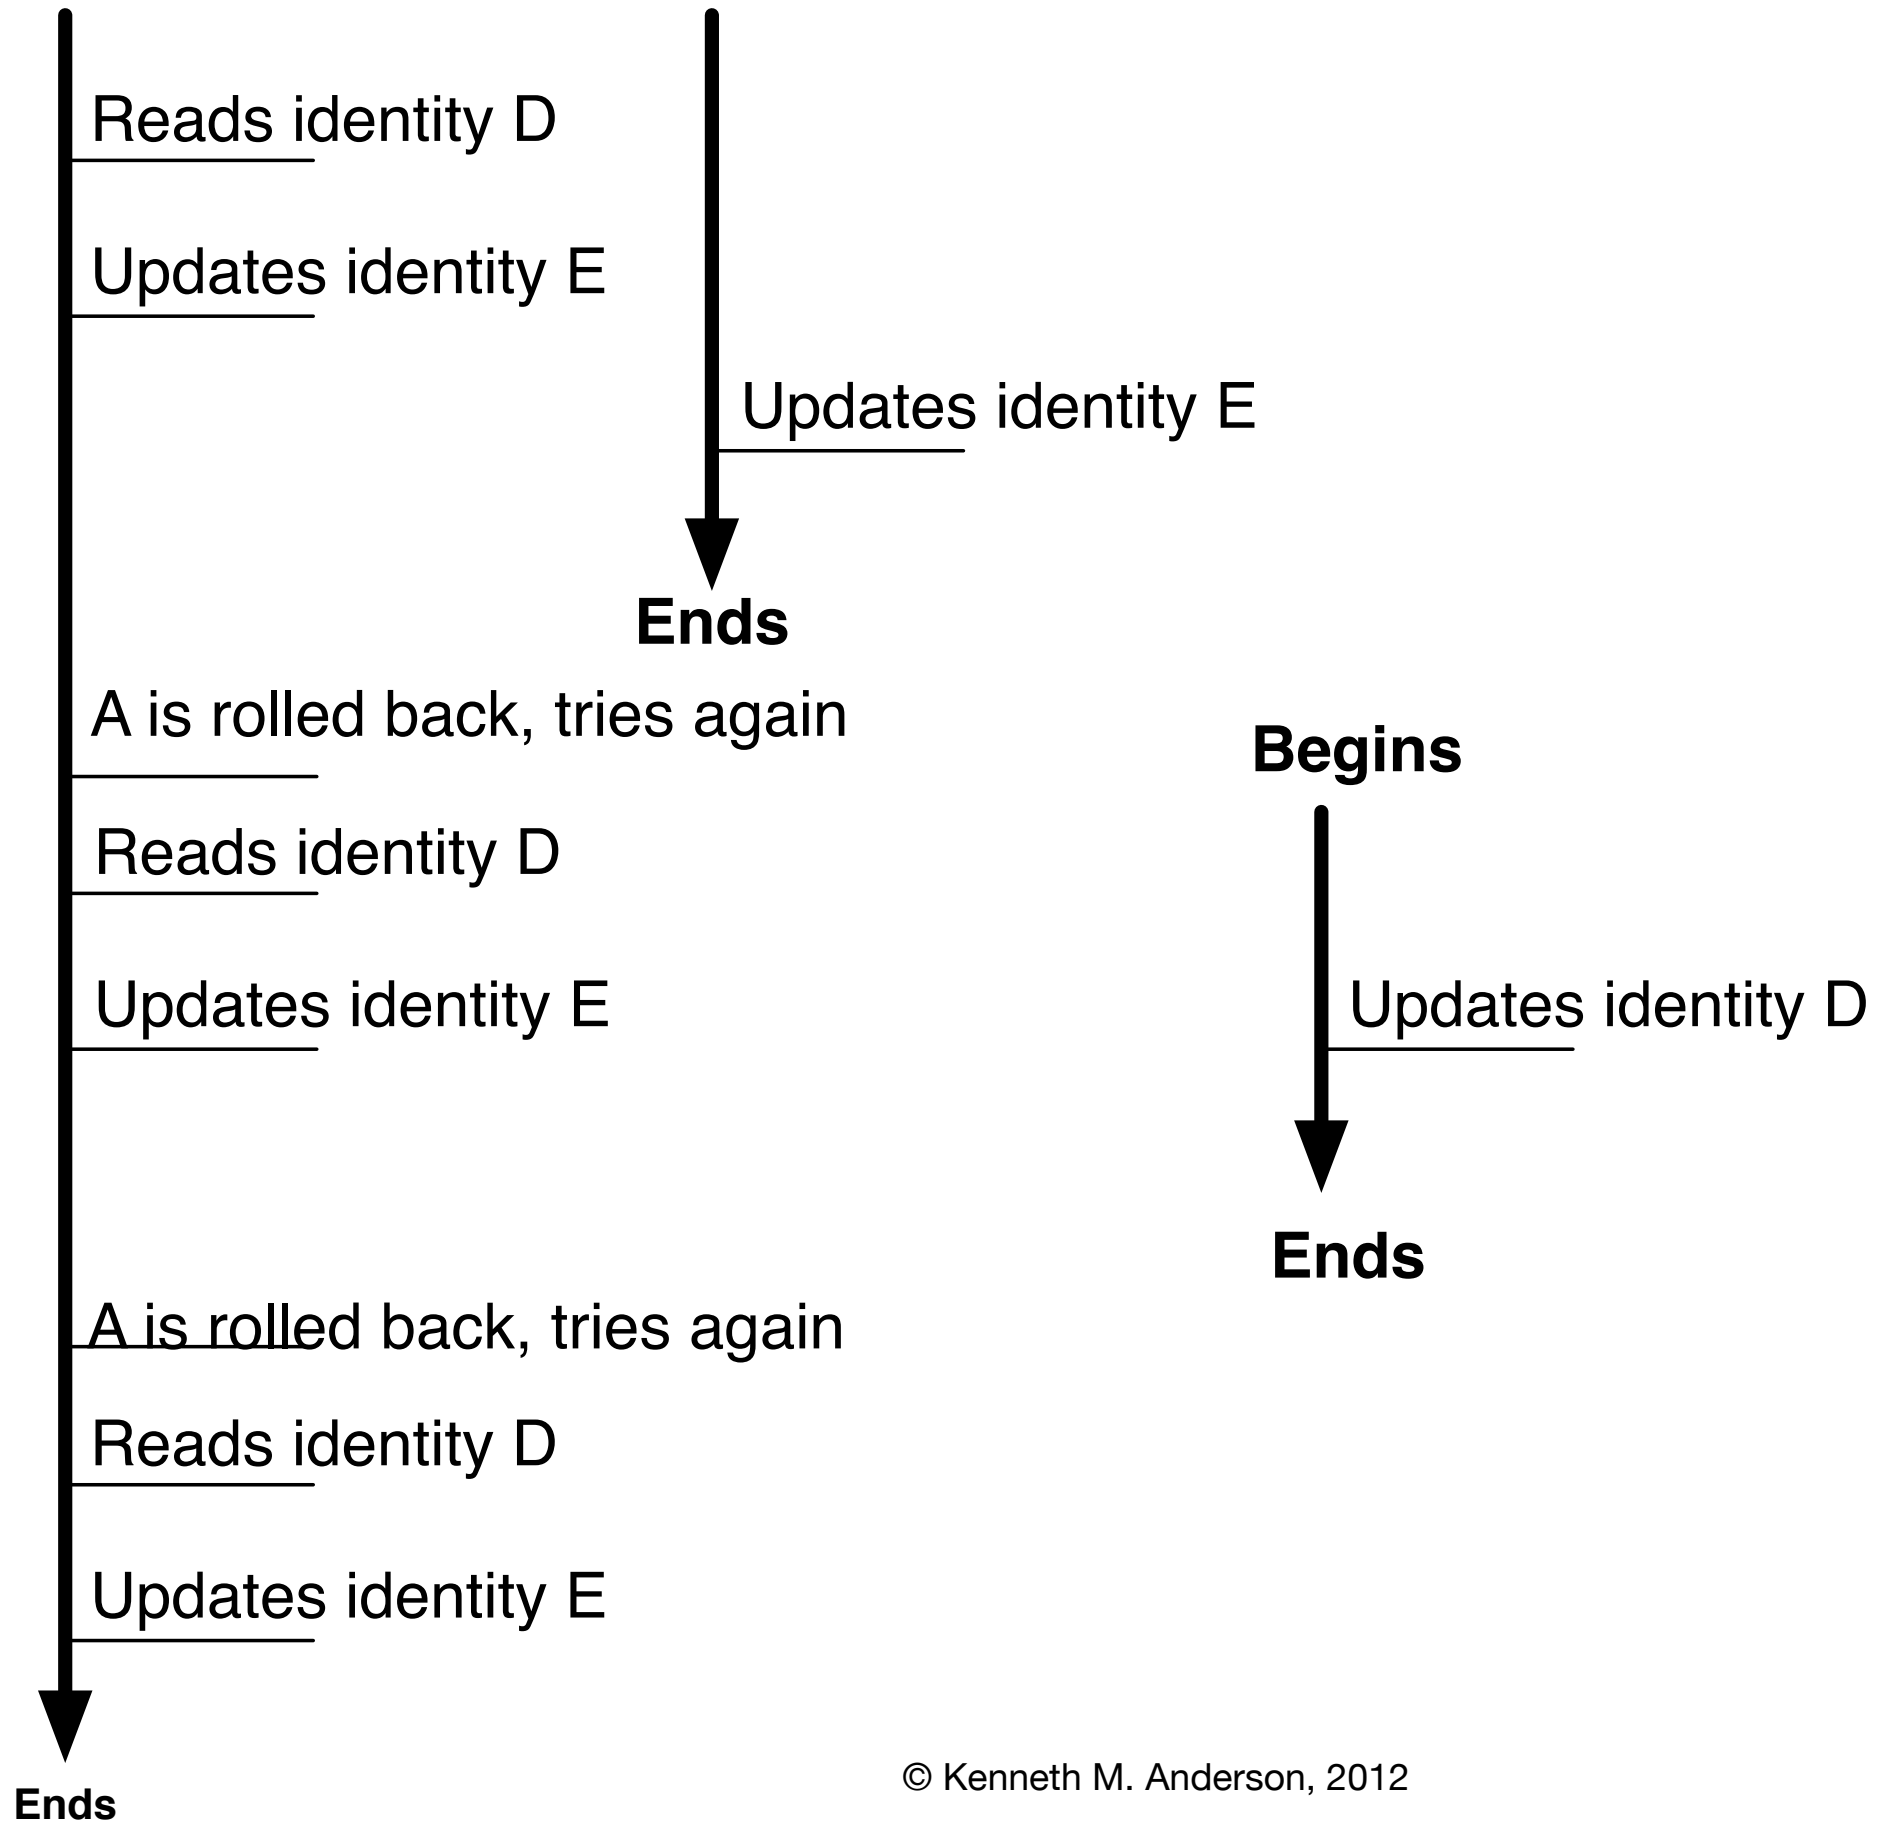 Reads identity D
Updates identity E
Updates identity E
Ends
A is rolled back, tries again
Begins
Reads identity D
Updates identity E
Updates identity D
Ends
A is rolled back, tries again
Reads identity D
Updates identity E
© Kenneth M. Anderson, 2012
Ends